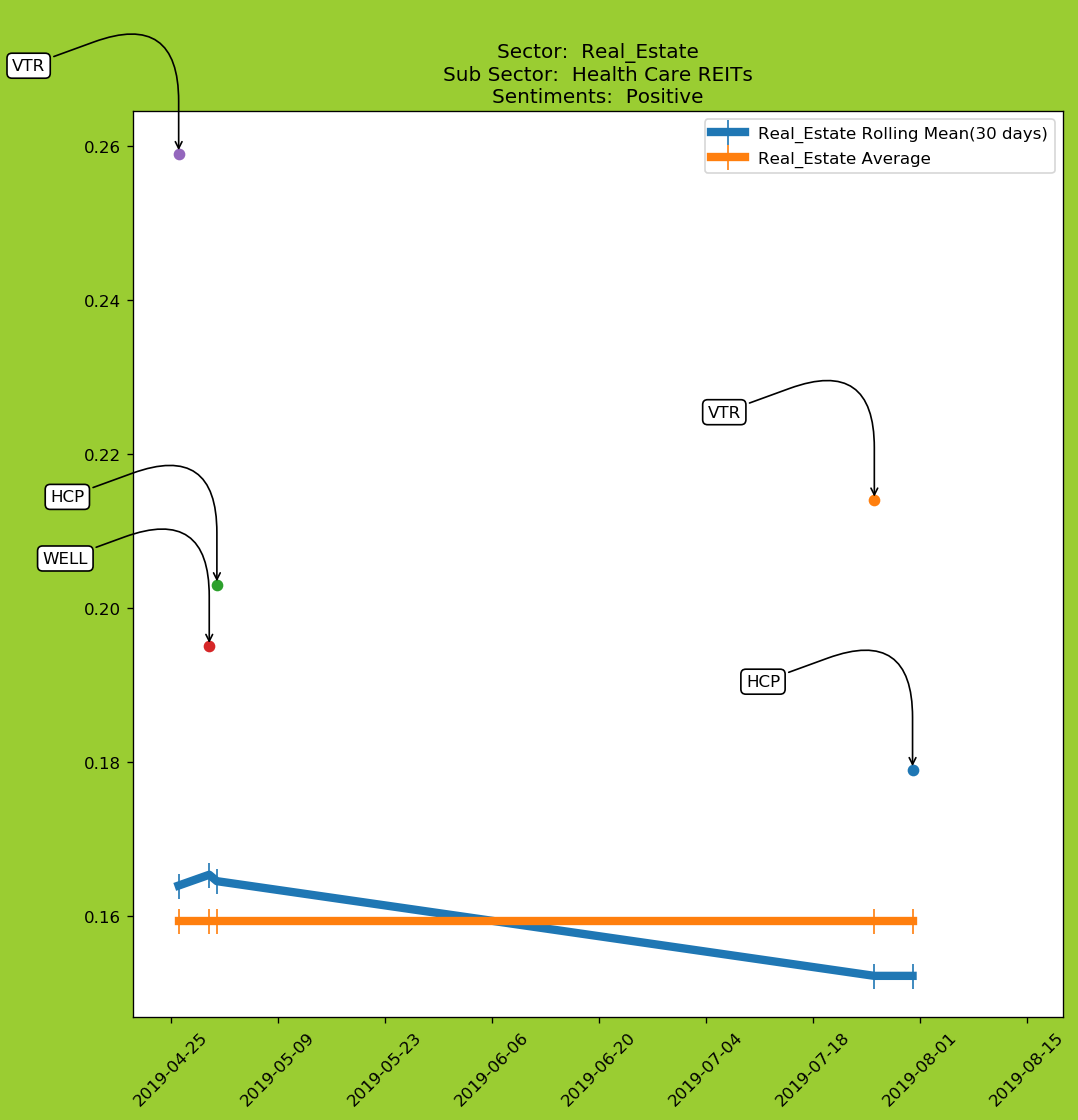 Sector:  Real_Estate
Sub Sector:  Health Care REITs
Sentiments:  Positive
VTR
Real_Estate Rolling Mean(30 days)
Real_Estate Average
0.26
0.24
VTR
0.22
HCP
WELL
0.20
HCP
0.18
0.16
2019-04-25
2019-05-09
2019-05-23
2019-06-06
2019-06-20
2019-07-04
2019-07-18
2019-08-01
2019-08-15